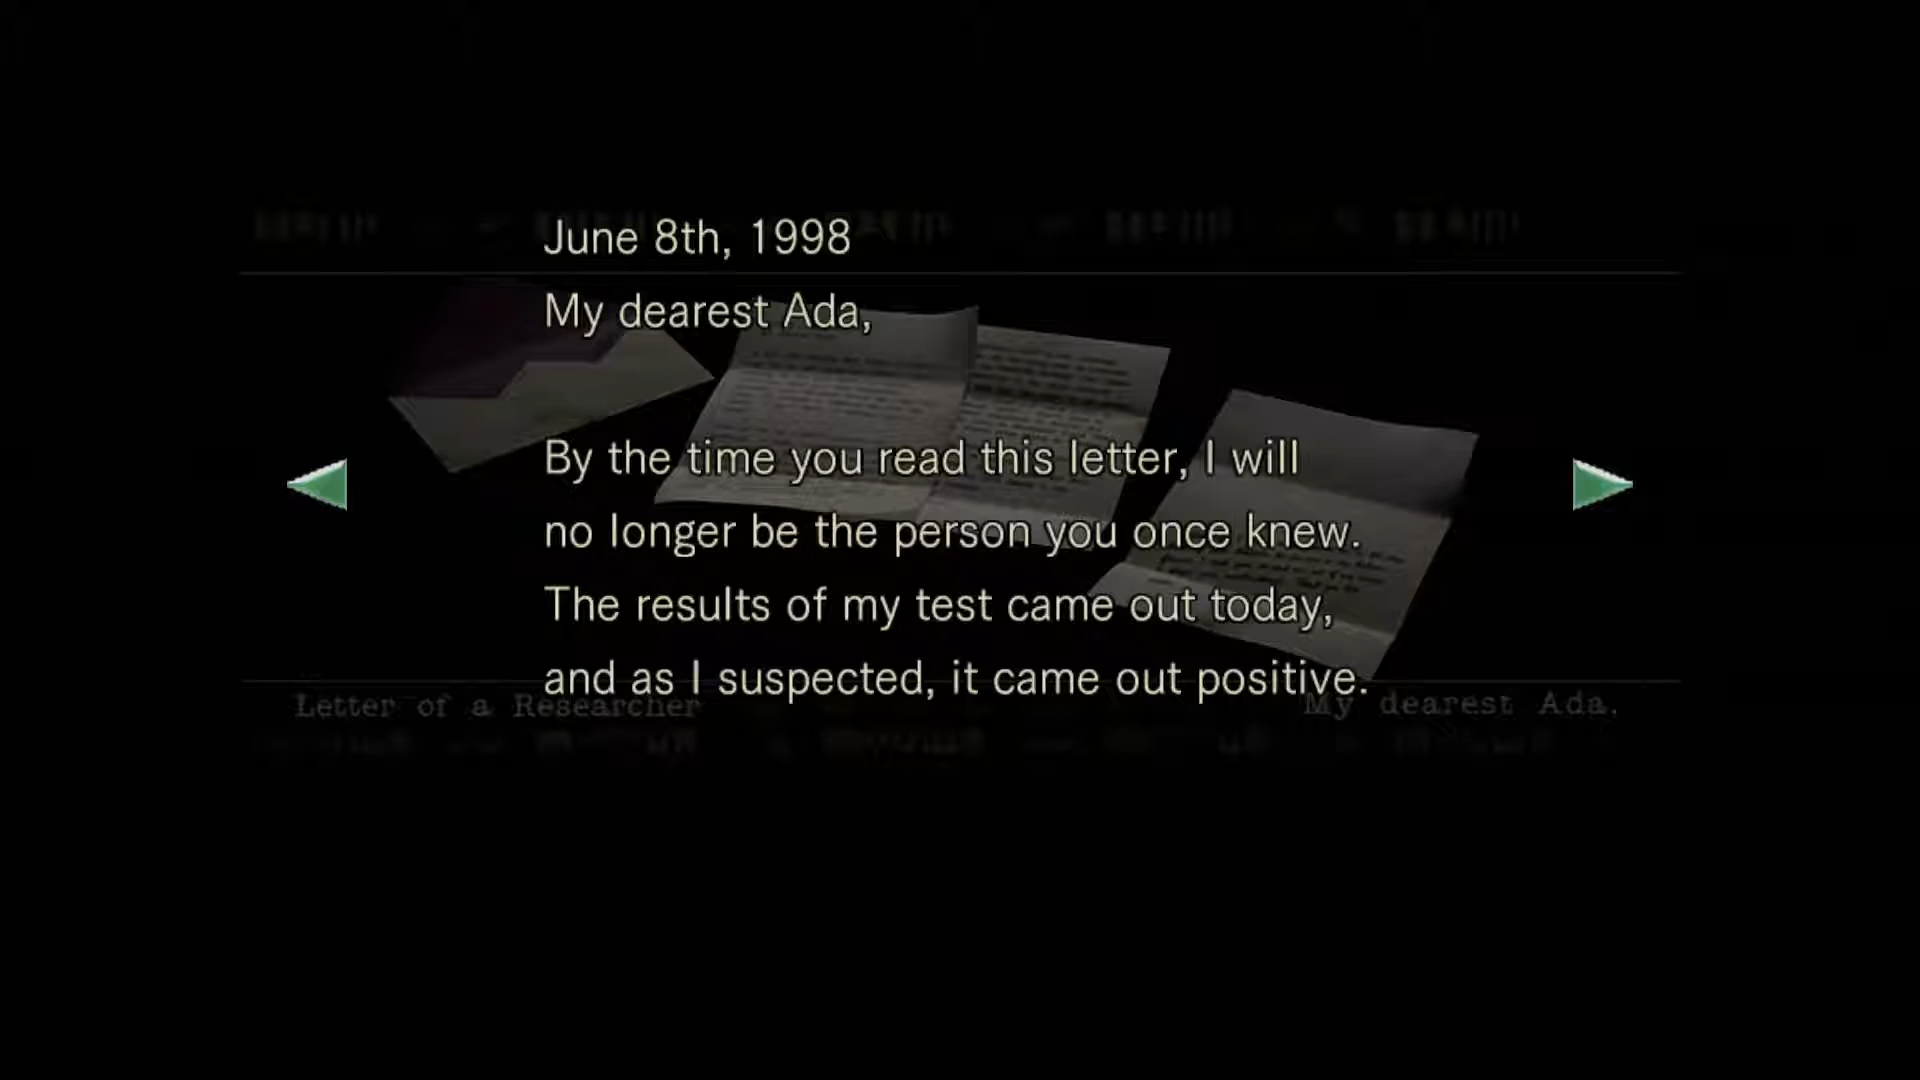 June 8th, 1998
My dearest Ada,
By the time you read this letter, I will
no longer be the person you once knew.
The results of my test came out today,
and as I suspected, it came out positive.
Letter of a Researcher
My dearest Ada.